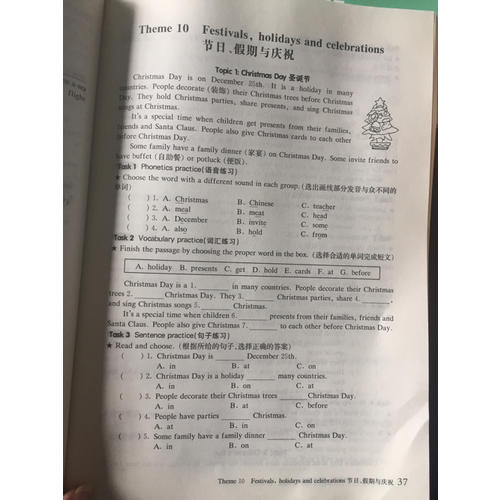 Theme 10 Festivals, holidays and celebrations
节日、假期与庆祝
Topic 1: Christmas Day 圣诞节
Christmas Day is on December 25th. It is a holiday in many
countries. People decorate (装饰) their Christmas trees before Christmas
Day. They hold Christmas parties, share presents, and sing Christmas
songs at Christmas.
It's a special time when children get presents from their families,
friends and Santa Claus. People also give Christmas cards to each other
before Christmas Day.
Some family have a family dinner (家宴) on Christmas Day. Some invite friends to
have buffet (自助餐) or potluck (便饭).
Task 1 Phonetics practice(语音练习)
★ Choose the word with a different sound in each group. (选出画线部分发音与众不同的
单词)
( ) 1. A. Christmas B. Chinese C. teacher
( ) 2. A. meal B. meat C. head
( ) 3. A. December B. invite C. some
( ) 4. A. also B. hold C. from
Task 2 Vocabulary practice(词汇练习)
★ Finish the passage by choosing the proper word in the box. (选择合适的单词完成短文)
A. holiday B. presents C. get D. hold E. cards F. at G. before
Christmas Day is a 1. ______ in many countries. People decorate their Christmas
trees 2. ______ Christmas Day. They 3. ______ Christmas parties, share 4. ______,
and sing Christmas songs 5. ______ Christmas.
It's a special time when children 6. ______ presents from their families, friends and
Santa Claus. People also give Christmas 7. ______ to each other before Christmas Day.
Task 3 Sentence practice(句子练习)
★ Read and choose. (根据所给的句子,选择正确的答案)
( ) 1. Christmas Day is ______ December 25th.
A. in B. at C. on
( ) 2. Christmas Day is a holiday ______ many countries.
A. in B. on C. at
( ) 3. People decorate their Christmas trees ______ Christmas Day.
A. in B. at C. before
( ) 4. People have parties ______ Christmas.
A. at B. in C. on
( ) 5. Some family have a family dinner ______ Christmas Day.
A. in B. on C. at
Theme 10 Festivals, holidays and celebrations 节日、假期与庆祝 37